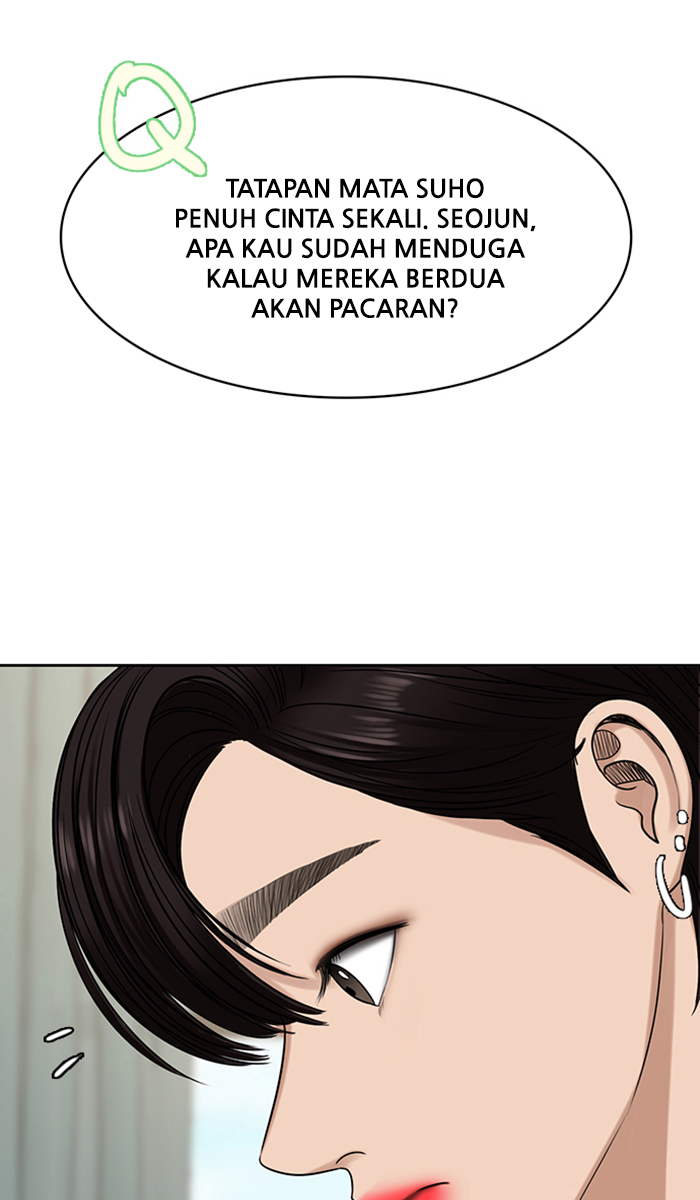 Q
TATAPAN MATA SUHO
PENUH CINTA SEKALI. SEOJUN,
APA KAU SUDAH MENDUGA
KALAU MEREKA BERDUA
AKAN PACARAN?